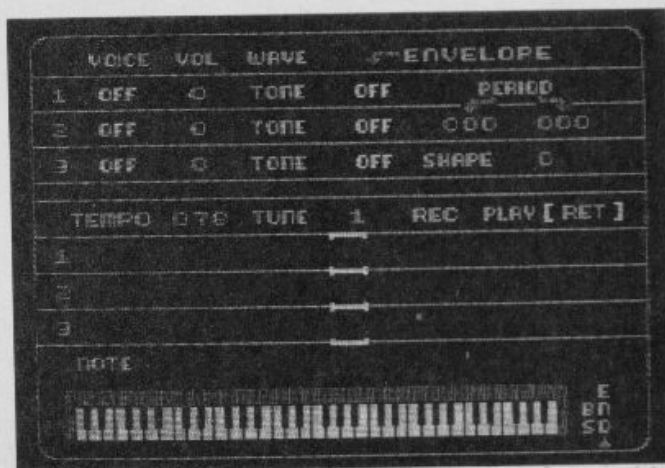 VOICE VOL WAVE ENVELOPE
1 OFF 0 TONE OFF PERIOD
2 OFF 0 TONE OFF 000 000
3 OFF 0 TONE OFF SHAPE 0
TEMPO 078 TUNE 1 REC PLAY [ RET ]
1
2
3
NOTE
E
B N
S D